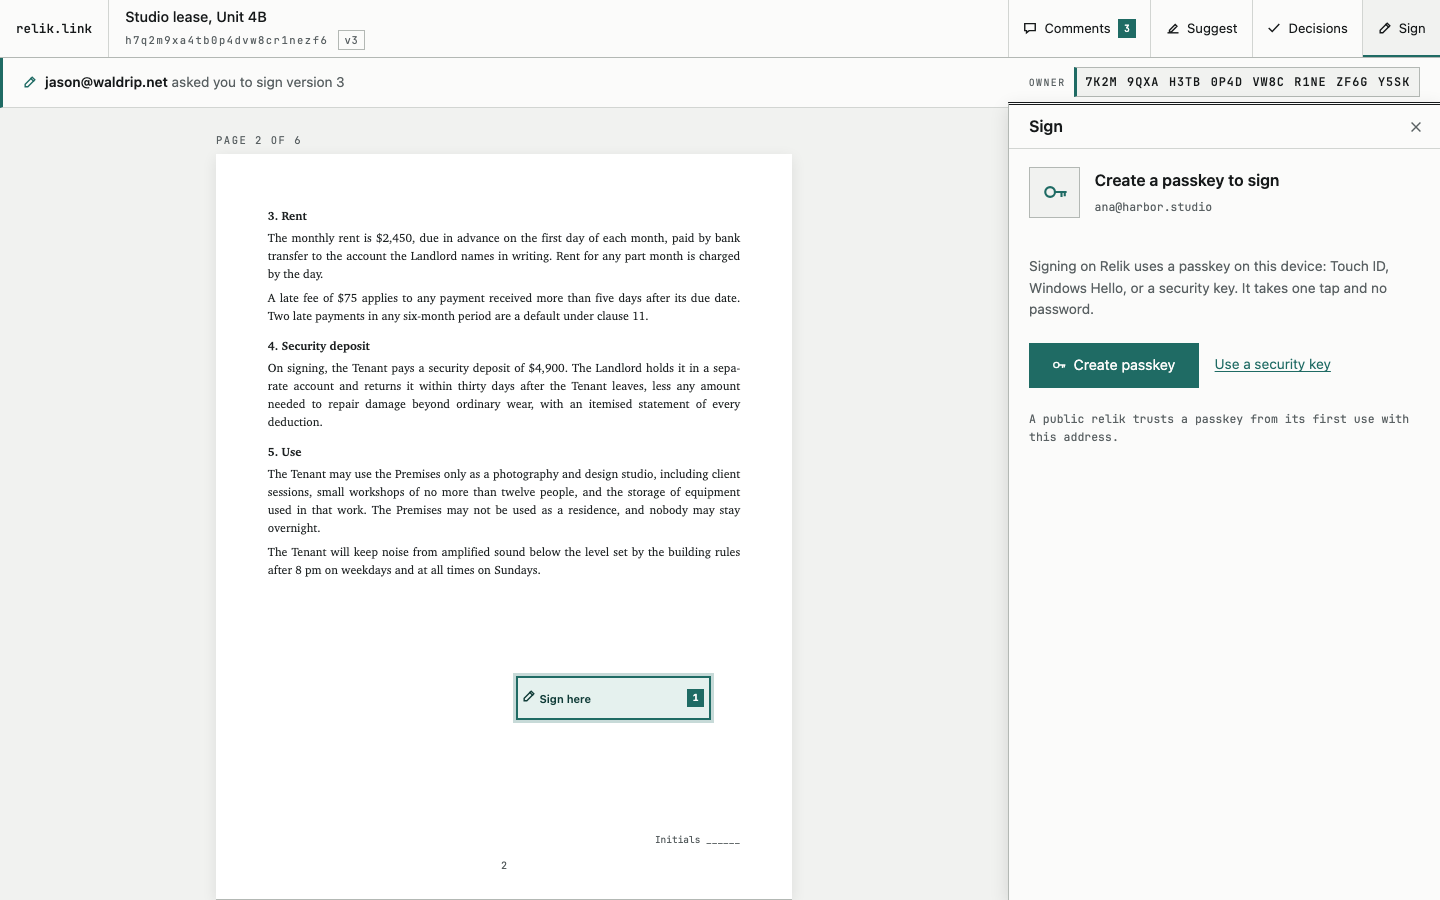 relik.link
Studio lease, Unit 4B
h7q2m9xa4tb0p4dvw8cr1nezf6 v3
Comments 3
Suggest
Decisions
Sign
jason@waldrip.net asked you to sign version 3
OWNER 7K2M 9QXA H3TB 0P4D VW8C R1NE ZF6G Y5SK
PAGE 2 OF 6
3. Rent
The monthly rent is $2,450, due in advance on the first day of each month, paid by bank
transfer to the account the Landlord names in writing. Rent for any part month is charged
by the day.
A late fee of $75 applies to any payment received more than five days after its due date.
Two late payments in any six-month period are a default under clause 11.
4. Security deposit
On signing, the Tenant pays a security deposit of $4,900. The Landlord holds it in a sepa-
rate account and returns it within thirty days after the Tenant leaves, less any amount
needed to repair damage beyond ordinary wear, with an itemised statement of every
deduction.
5. Use
The Tenant may use the Premises only as a photography and design studio, including client
sessions, small workshops of no more than twelve people, and the storage of equipment
used in that work. The Premises may not be used as a residence, and nobody may stay
overnight.
The Tenant will keep noise from amplified sound below the level set by the building rules
after 8 pm on weekdays and at all times on Sundays.
Sign here 1
Initials ______
2
Sign
Create a passkey to sign
ana@harbor.studio
Signing on Relik uses a passkey on this device: Touch ID,
Windows Hello, or a security key. It takes one tap and no
password.
Create passkey
Use a security key
A public relik trusts a passkey from its first use with
this address.